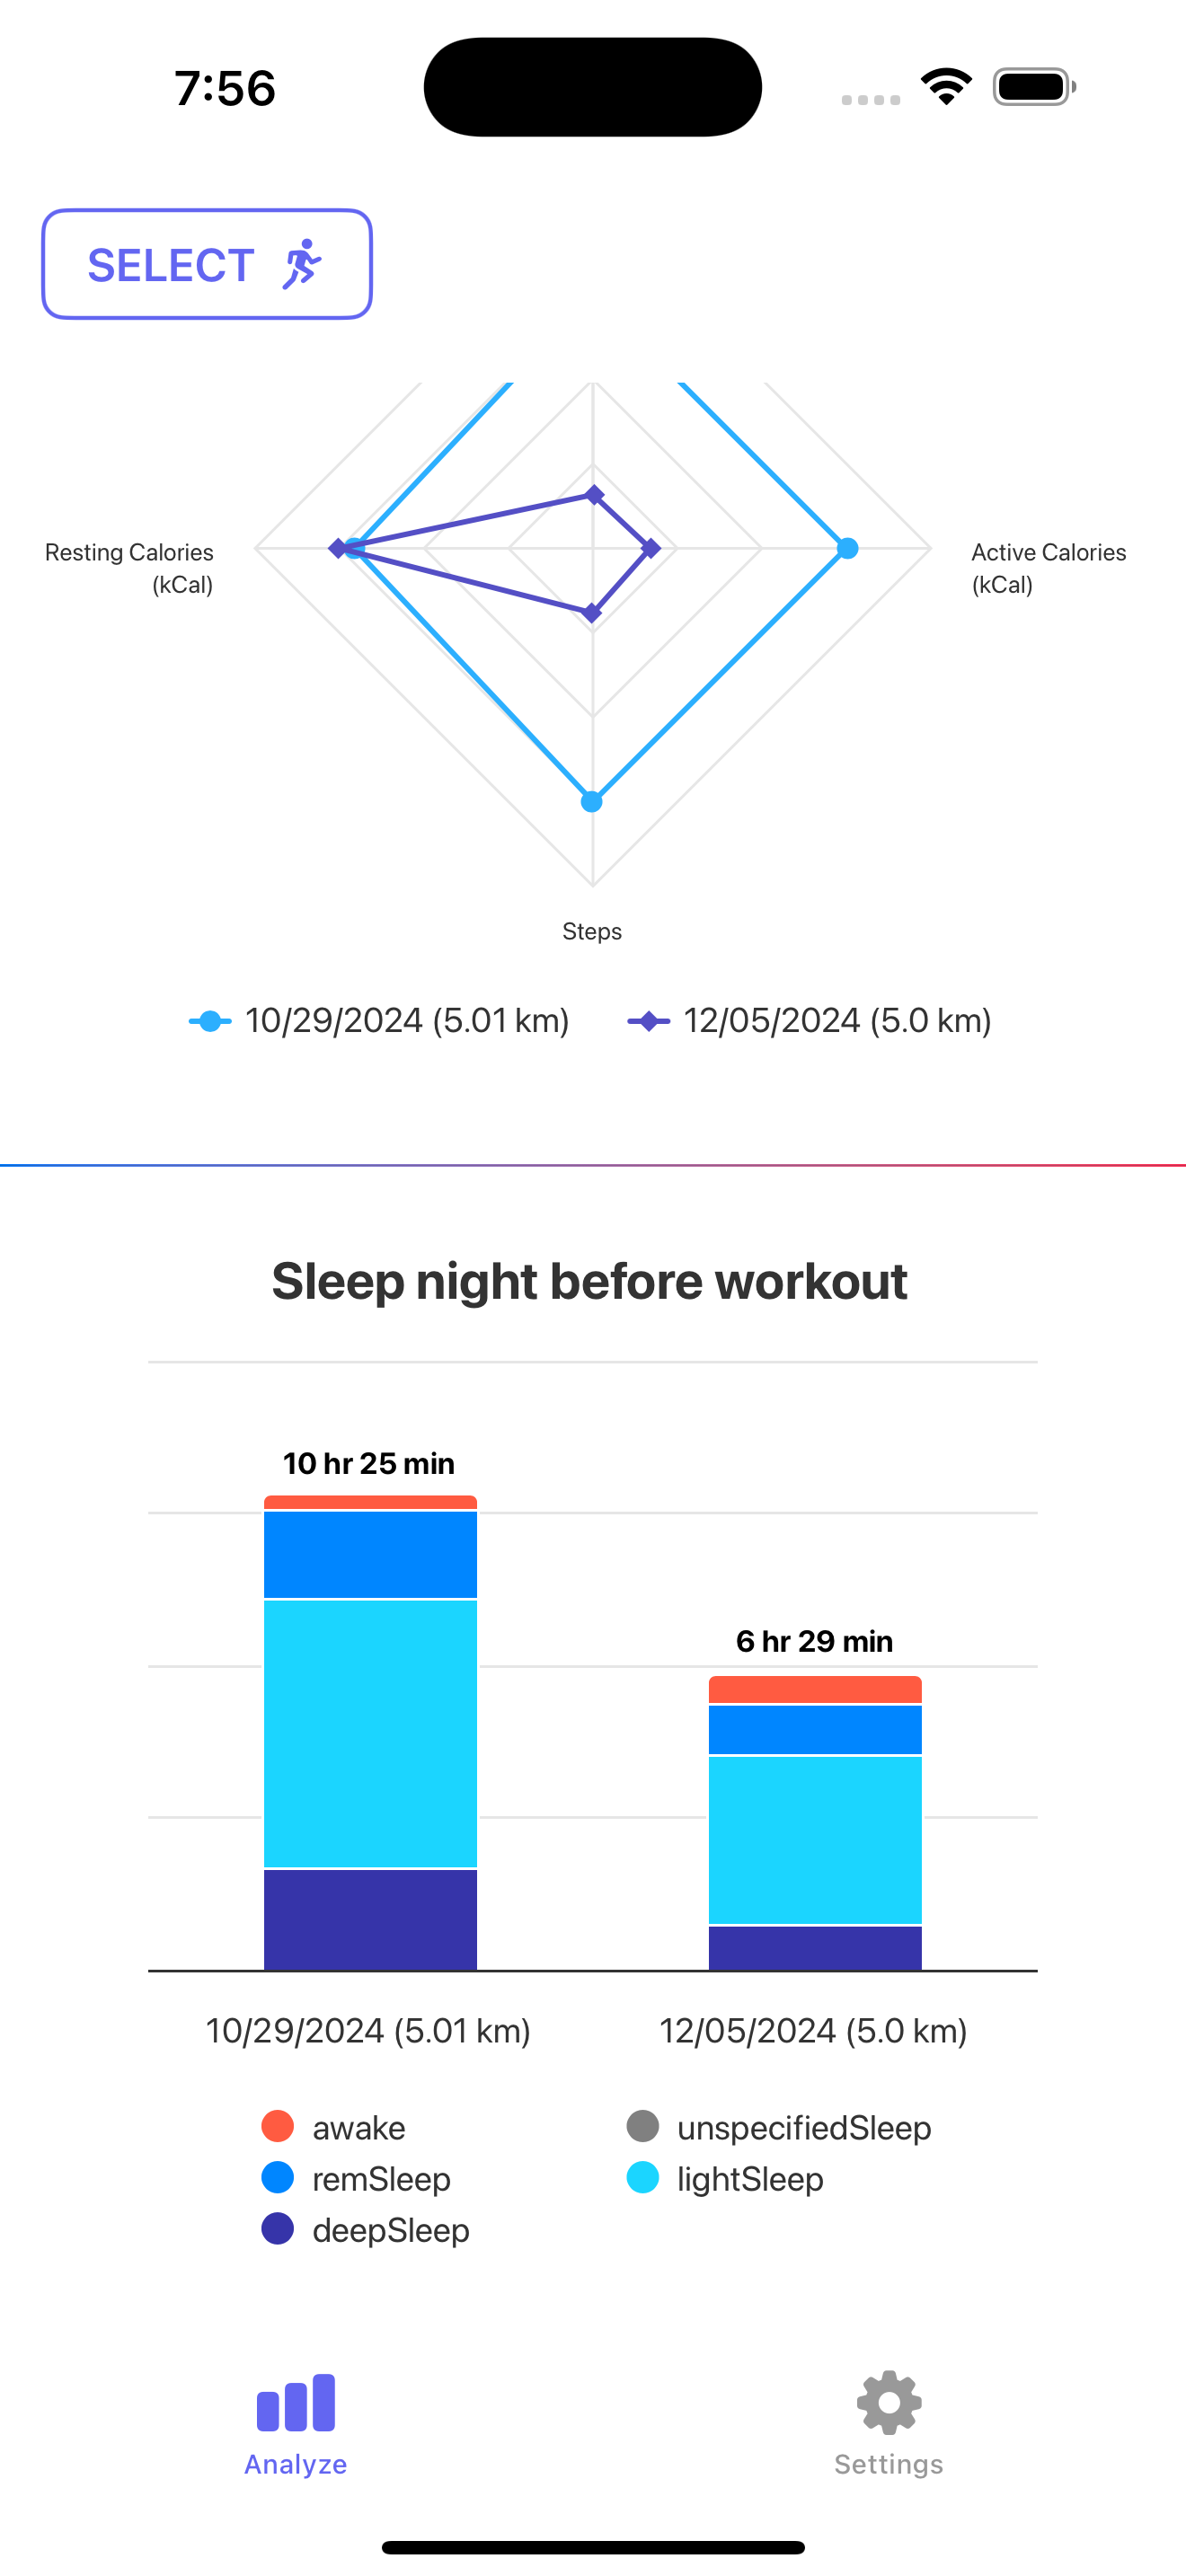 7:56
SELECT
Resting Calories
(kCal)
Active Calories
(kCal)
Steps
10/29/2024 (5.01 km)
12/05/2024 (5.0 km)
Sleep night before workout
10 hr 25 min
6 hr 29 min
10/29/2024 (5.01 km)
12/05/2024 (5.0 km)
awake
unspecifiedSleep
remSleep
lightSleep
deepSleep
Analyze
Settings